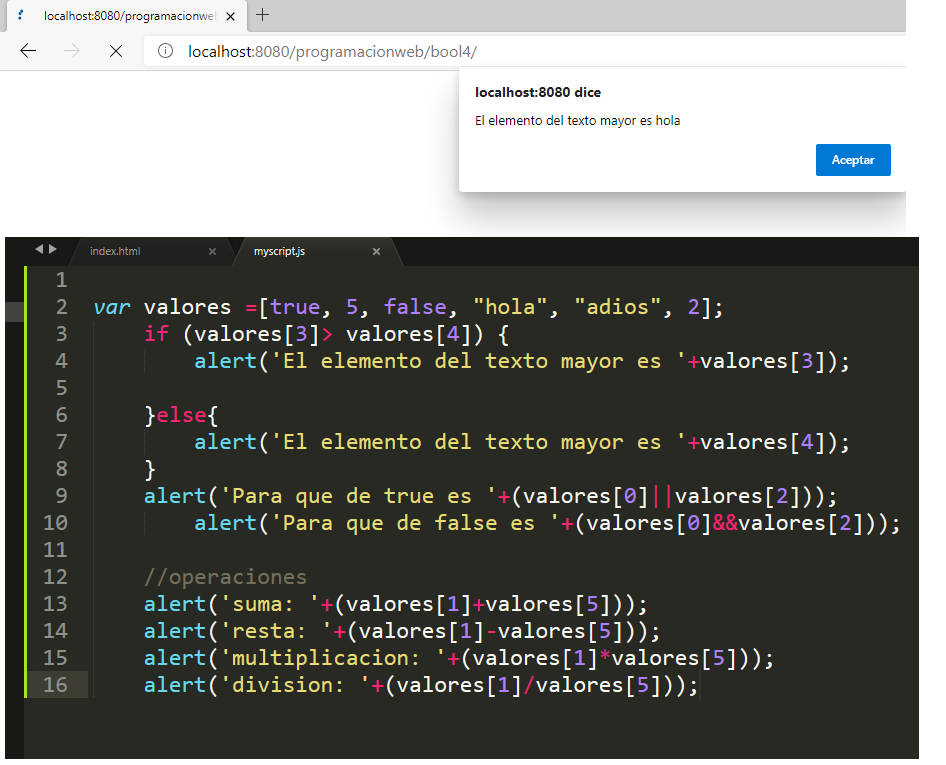 localhost:8080/programacionwel
localhost:8080/programacionweb/bool4/
localhost:8080 dice
El elemento del texto mayor es hola
Aceptar
index.html
myscript.js
1
2 var valores =[true, 5, false, "hola", "adios", 2];
3 if (valores[3]> valores[4]) {
4 alert('El elemento del texto mayor es '+valores[3]);
5
6 }else{
7 alert('El elemento del texto mayor es '+valores[4]);
8 }
9 alert('Para que de true es '+(valores[0]||valores[2]));
10 alert('Para que de false es '+(valores[0]&&valores[2]));
11
12 //operaciones
13 alert('suma: '+(valores[1]+valores[5]));
14 alert('resta: '+(valores[1]-valores[5]));
15 alert('multiplicacion: '+(valores[1]*valores[5]));
16 alert('division: '+(valores[1]/valores[5]));